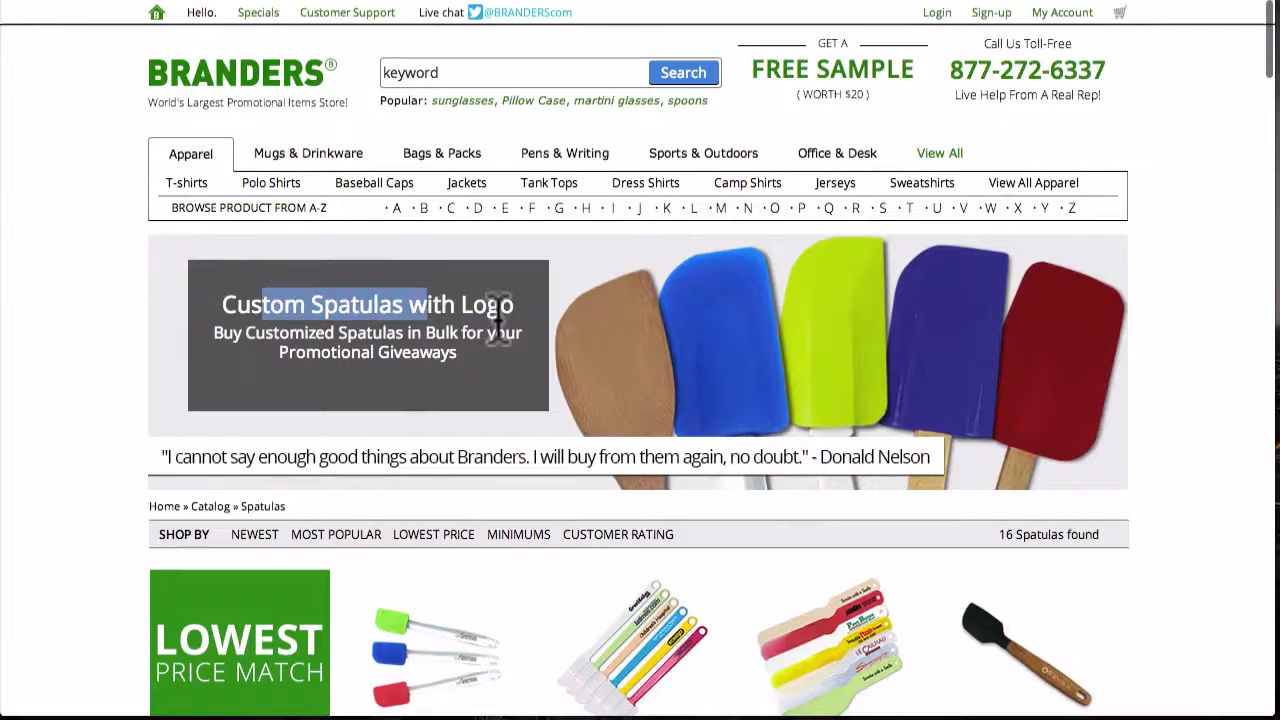 Hello. Specials Customer Support Live chat @BRANDERScom Login Sign-up My Account
BRANDERS®
World's Largest Promotional Items Store!
keyword Search
Popular: sunglasses, Pillow Case, martini glasses, spoons
GET A
FREE SAMPLE
( WORTH $20 )
Call Us Toll-Free
877-272-6337
Live Help From A Real Rep!
Apparel Mugs & Drinkware Bags & Packs Pens & Writing Sports & Outdoors Office & Desk View All
T-shirts Polo Shirts Baseball Caps Jackets Tank Tops Dress Shirts Camp Shirts Jerseys Sweatshirts View All Apparel
BROWSE PRODUCT FROM A-Z · A · B · C · D · E · F · G · H · I · J · K · L · M · N · O · P · Q · R · S · T · U · V · W · X · Y · Z
Custom Spatulas with Logo
Buy Customized Spatulas in Bulk for your
Promotional Giveaways
"I cannot say enough good things about Branders. I will buy from them again, no doubt." - Donald Nelson
Home » Catalog » Spatulas
SHOP BY NEWEST MOST POPULAR LOWEST PRICE MINIMUMS CUSTOMER RATING 16 Spatulas found
LOWEST
PRICE MATCH